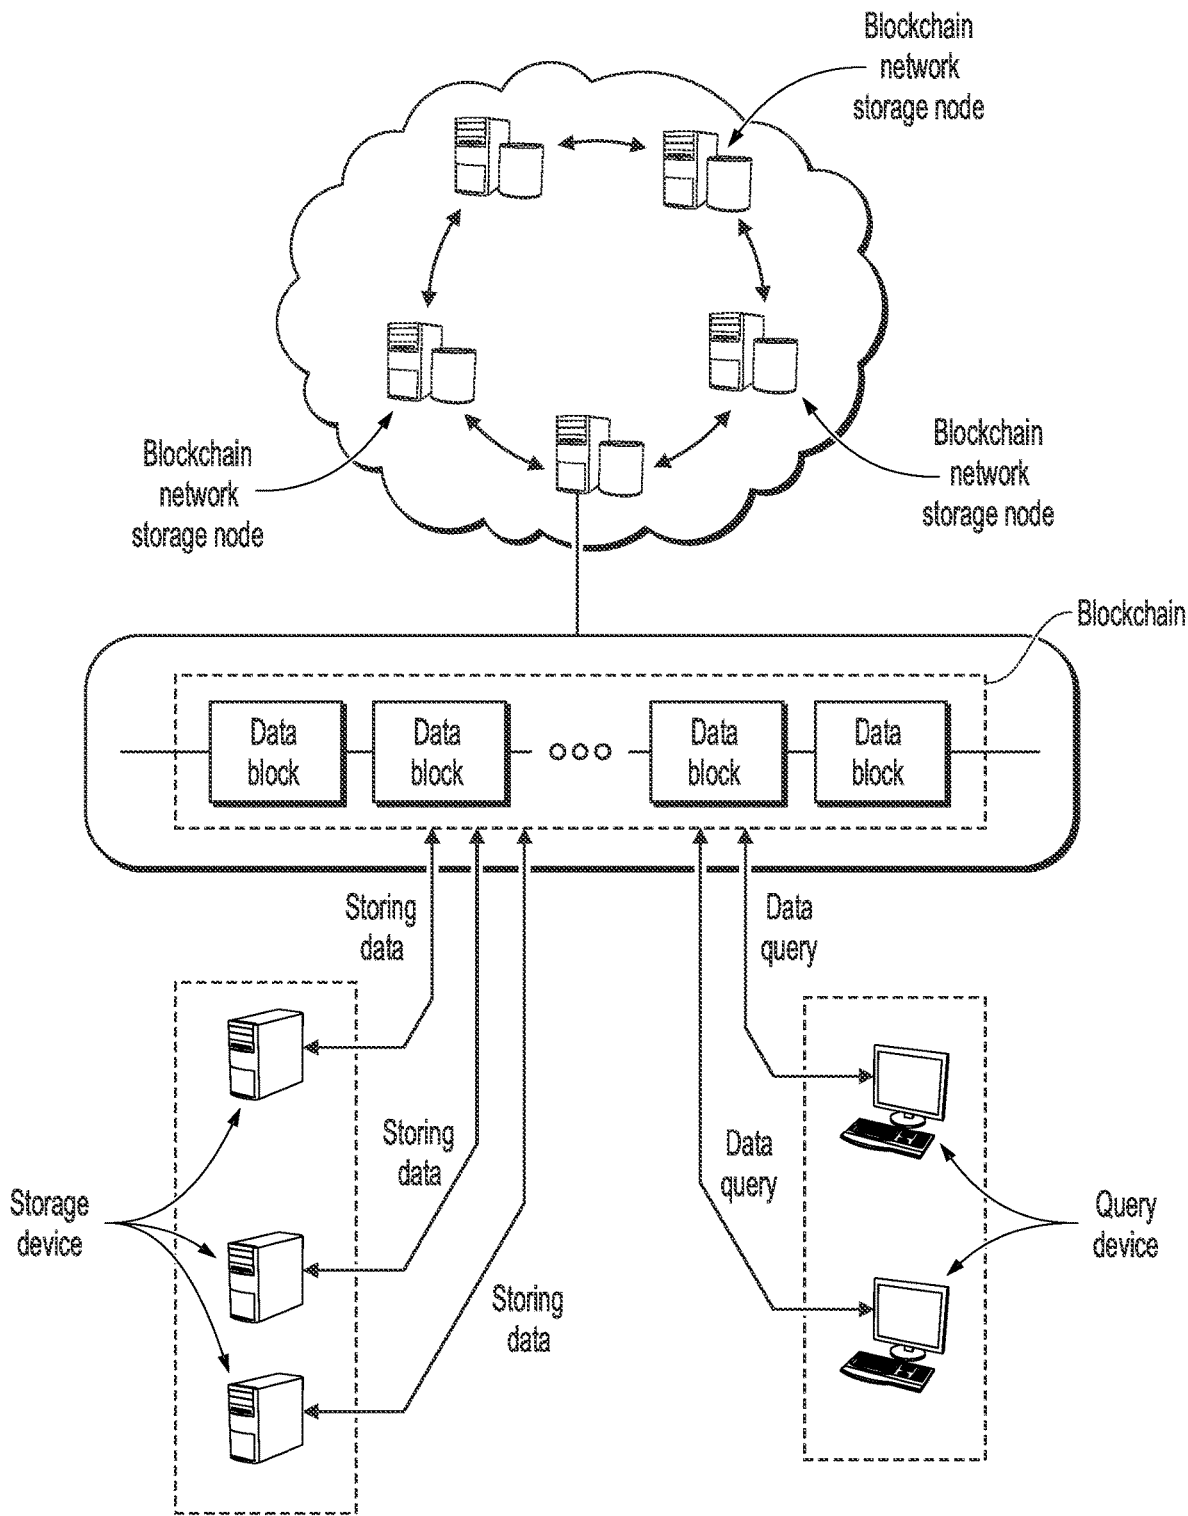 Blockchain
network
storage node
Blockchain
network
storage node
Blockchain
network
storage node
Blockchain
Data
block
Data
block
Data
block
Data
block
Storing
data
Data
query
Storing
data
Data
query
Storage
device
Query
device
Storing
data